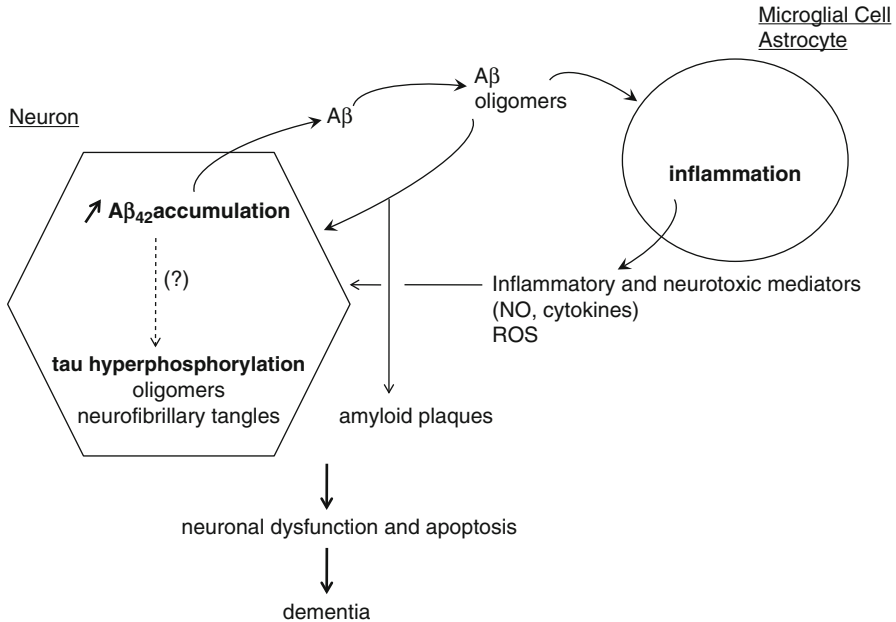 Microglial Cell
Astrocyte
Neuron
Aβ
Aβ
oligomers
inflammation
Aβ42accumulation
(?)
Inflammatory and neurotoxic mediators
(NO, cytokines)
ROS
tau hyperphosphorylation
oligomers
neurofibrillary tangles
amyloid plaques
neuronal dysfunction and apoptosis
dementia